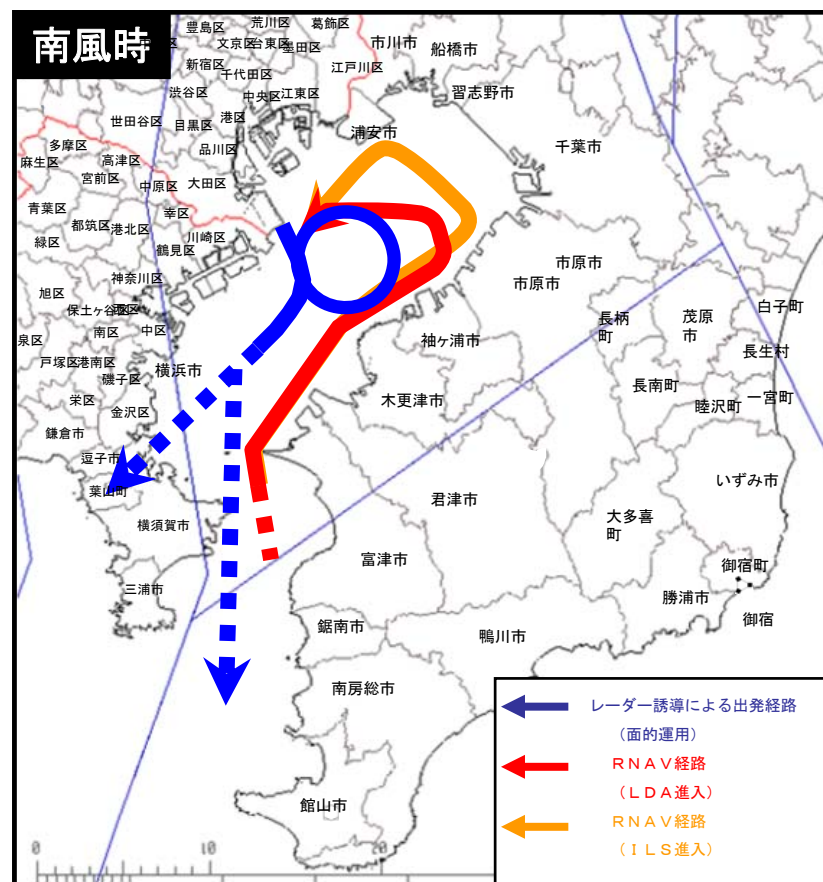 南風時
豊島区
荒川区
葛飾区
文京区
台東区
墨田区
市川市
船橋市
新宿区
千代田区
江戸川区
渋谷区
中央区
江東区
習志野市
世田谷区
目黒区
港区
浦安市
千葉市
多摩区
品川区
麻生区
高津区
宮前区
中原区
大田区
青葉区
都筑区
港北区
幸区
川崎区
緑区
鶴見区
市原市
神奈川区
市原市
旭区
保土ヶ谷区
西区
長柄町
茂原市
白子町
泉区
南区
中区
袖ヶ浦市
長生村
戸塚区
港南区
横浜市
磯子区
木更津市
長南町
睦沢町
一宮町
栄区
金沢区
鎌倉市
逗子市
葉山町
横須賀市
君津市
いずみ市
大多喜町
富津市
御宿町
三浦市
勝浦市
御宿
鋸南市
鴨川市
南房総市
館山市
レーダー誘導による出発経路
（面的運用）
ＲＮＡＶ経路
（ＬＤＡ進入）
ＲＮＡＶ経路
（ＩＬＳ進入）
0
10
20